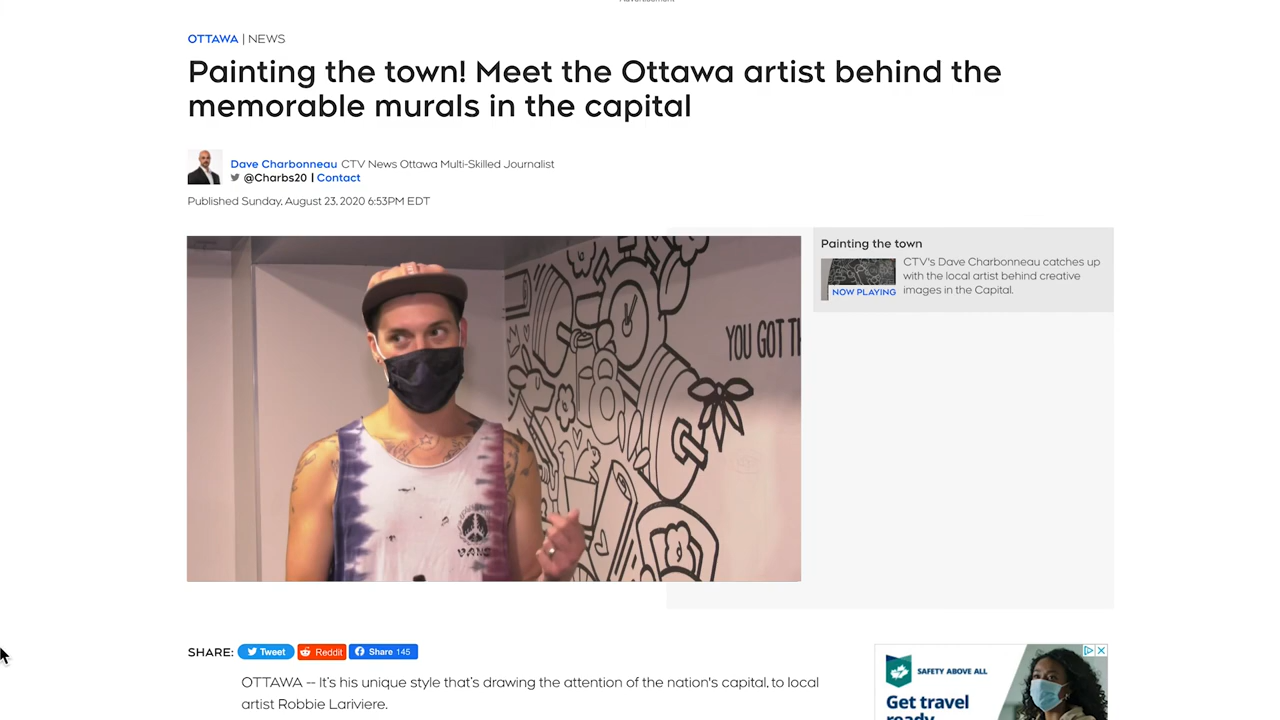 OTTAWA | NEWS
Painting the town! Meet the Ottawa artist behind the
memorable murals in the capital
Dave Charbonneau CTV News Ottawa Multi-Skilled Journalist
@Charbs20 | Contact
Published Sunday, August 23, 2020 6:53PM EDT
YOU GOT TH
VANS
Painting the town
CTV's Dave Charbonneau catches up
with the local artist behind creative
images in the Capital.
NOW PLAYING
SHARE: Tweet Reddit Share 145
OTTAWA -- It's his unique style that's drawing the attention of the nation's capital, to local
artist Robbie Lariviere.
SAFETY ABOVE ALL
Get travel
ready